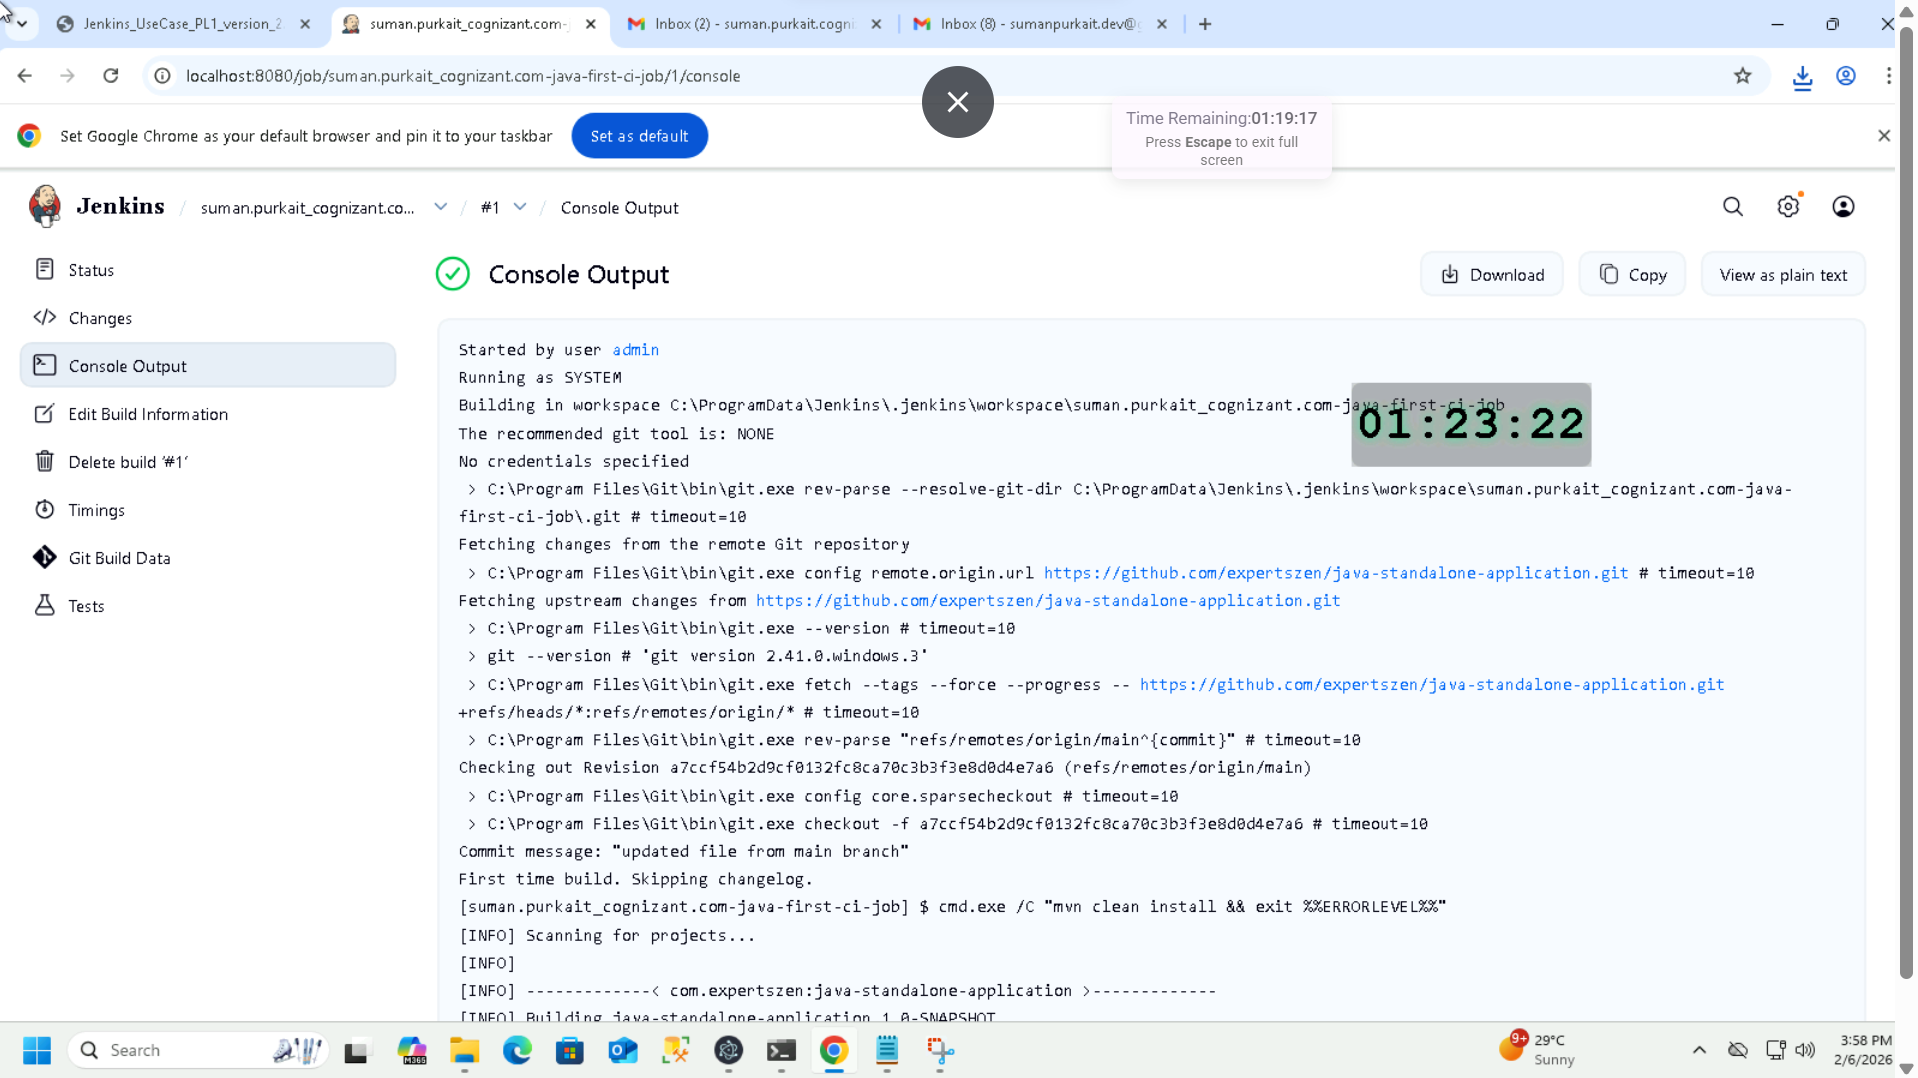 Jenkins_UseCase_PL1_version_2
suman.purkait_cognizant.com-j
Inbox (2) - suman.purkait.cogni
Inbox (8) - sumanpurkait.dev@g
localhost:8080/job/suman.purkait_cognizant.com-java-first-ci-job/1/console
Set Google Chrome as your default browser and pin it to your taskbar
Set as default
Time Remaining:01:19:17
Press Escape to exit full
screen
Jenkins / suman.purkait_cognizant.co... / #1 / Console Output
Status
Changes
Console Output
Edit Build Information
Delete build ‘#1’
Timings
Git Build Data
Tests
Console Output
Download
Copy
View as plain text
Started by user admin
Running as SYSTEM
Building in workspace C:\ProgramData\Jenkins\.jenkins\workspace\suman.purkait_cognizant.com-java-first-ci-job
01:23:22
The recommended git tool is: NONE
No credentials specified
> C:\Program Files\Git\bin\git.exe rev-parse --resolve-git-dir C:\ProgramData\Jenkins\.jenkins\workspace\suman.purkait_cognizant.com-java-
first-ci-job\.git # timeout=10
Fetching changes from the remote Git repository
> C:\Program Files\Git\bin\git.exe config remote.origin.url https://github.com/expertszen/java-standalone-application.git # timeout=10
Fetching upstream changes from https://github.com/expertszen/java-standalone-application.git
> C:\Program Files\Git\bin\git.exe --version # timeout=10
> git --version # 'git version 2.41.0.windows.3'
> C:\Program Files\Git\bin\git.exe fetch --tags --force --progress -- https://github.com/expertszen/java-standalone-application.git
+refs/heads/*:refs/remotes/origin/* # timeout=10
> C:\Program Files\Git\bin\git.exe rev-parse "refs/remotes/origin/main^{commit}" # timeout=10
Checking out Revision a7ccf54b2d9cf0132fc8ca70c3b3f3e8d0d4e7a6 (refs/remotes/origin/main)
> C:\Program Files\Git\bin\git.exe config core.sparsecheckout # timeout=10
> C:\Program Files\Git\bin\git.exe checkout -f a7ccf54b2d9cf0132fc8ca70c3b3f3e8d0d4e7a6 # timeout=10
Commit message: "updated file from main branch"
First time build. Skipping changelog.
[suman.purkait_cognizant.com-java-first-ci-job] $ cmd.exe /C "mvn clean install && exit %%ERRORLEVEL%%"
[INFO] Scanning for projects...
[INFO]
[INFO] -------------< com.expertszen:java-standalone-application >-------------
[INFO] Building java-standalone-application 1.0-SNAPSHOT
Search
M365
9+
29°C
Sunny
3:58 PM
2/6/2026